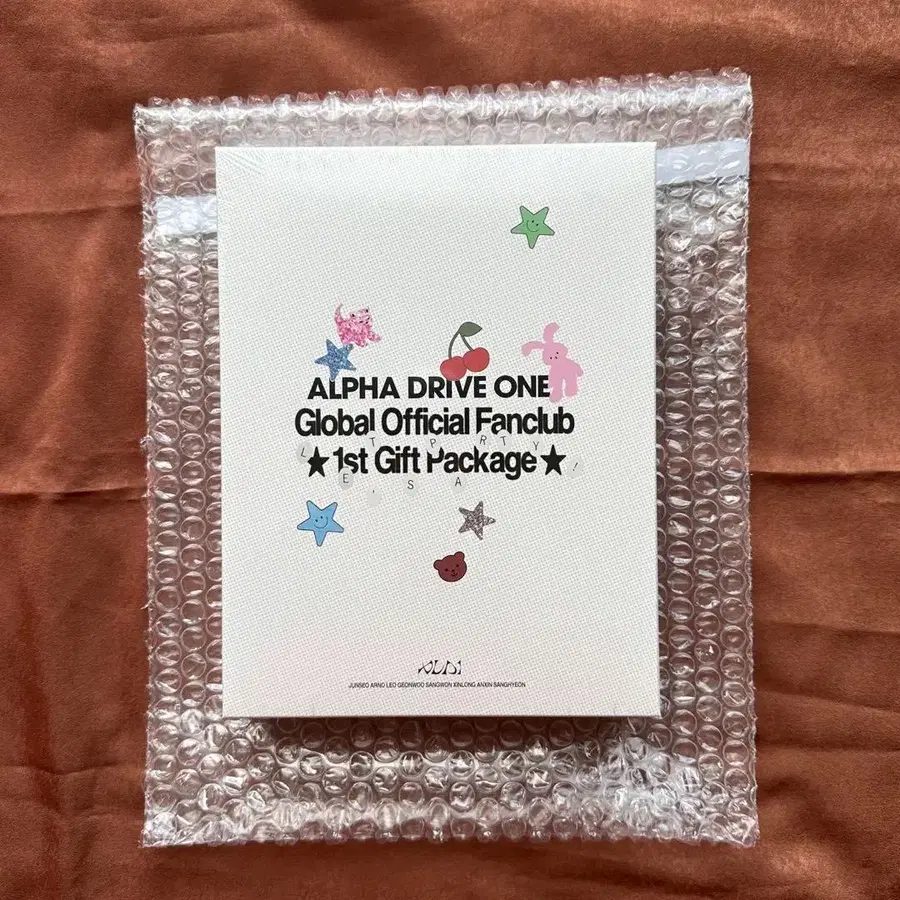 ALPHA DRIVE ONE
Global Official Fanclub
★1st Gift Package★
LET'S PARTY!
JUNSEO ARNO LEO GEONWOO SANGWON XINLONG ANXIN SANGHYEON